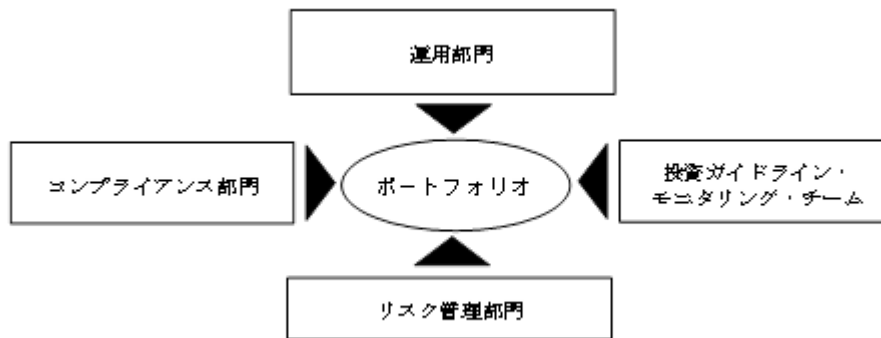 運用部門
コンプライアンス部門
ポートフォリオ
投資ガイドライン・
モニタリング・チーム
リスク管理部門